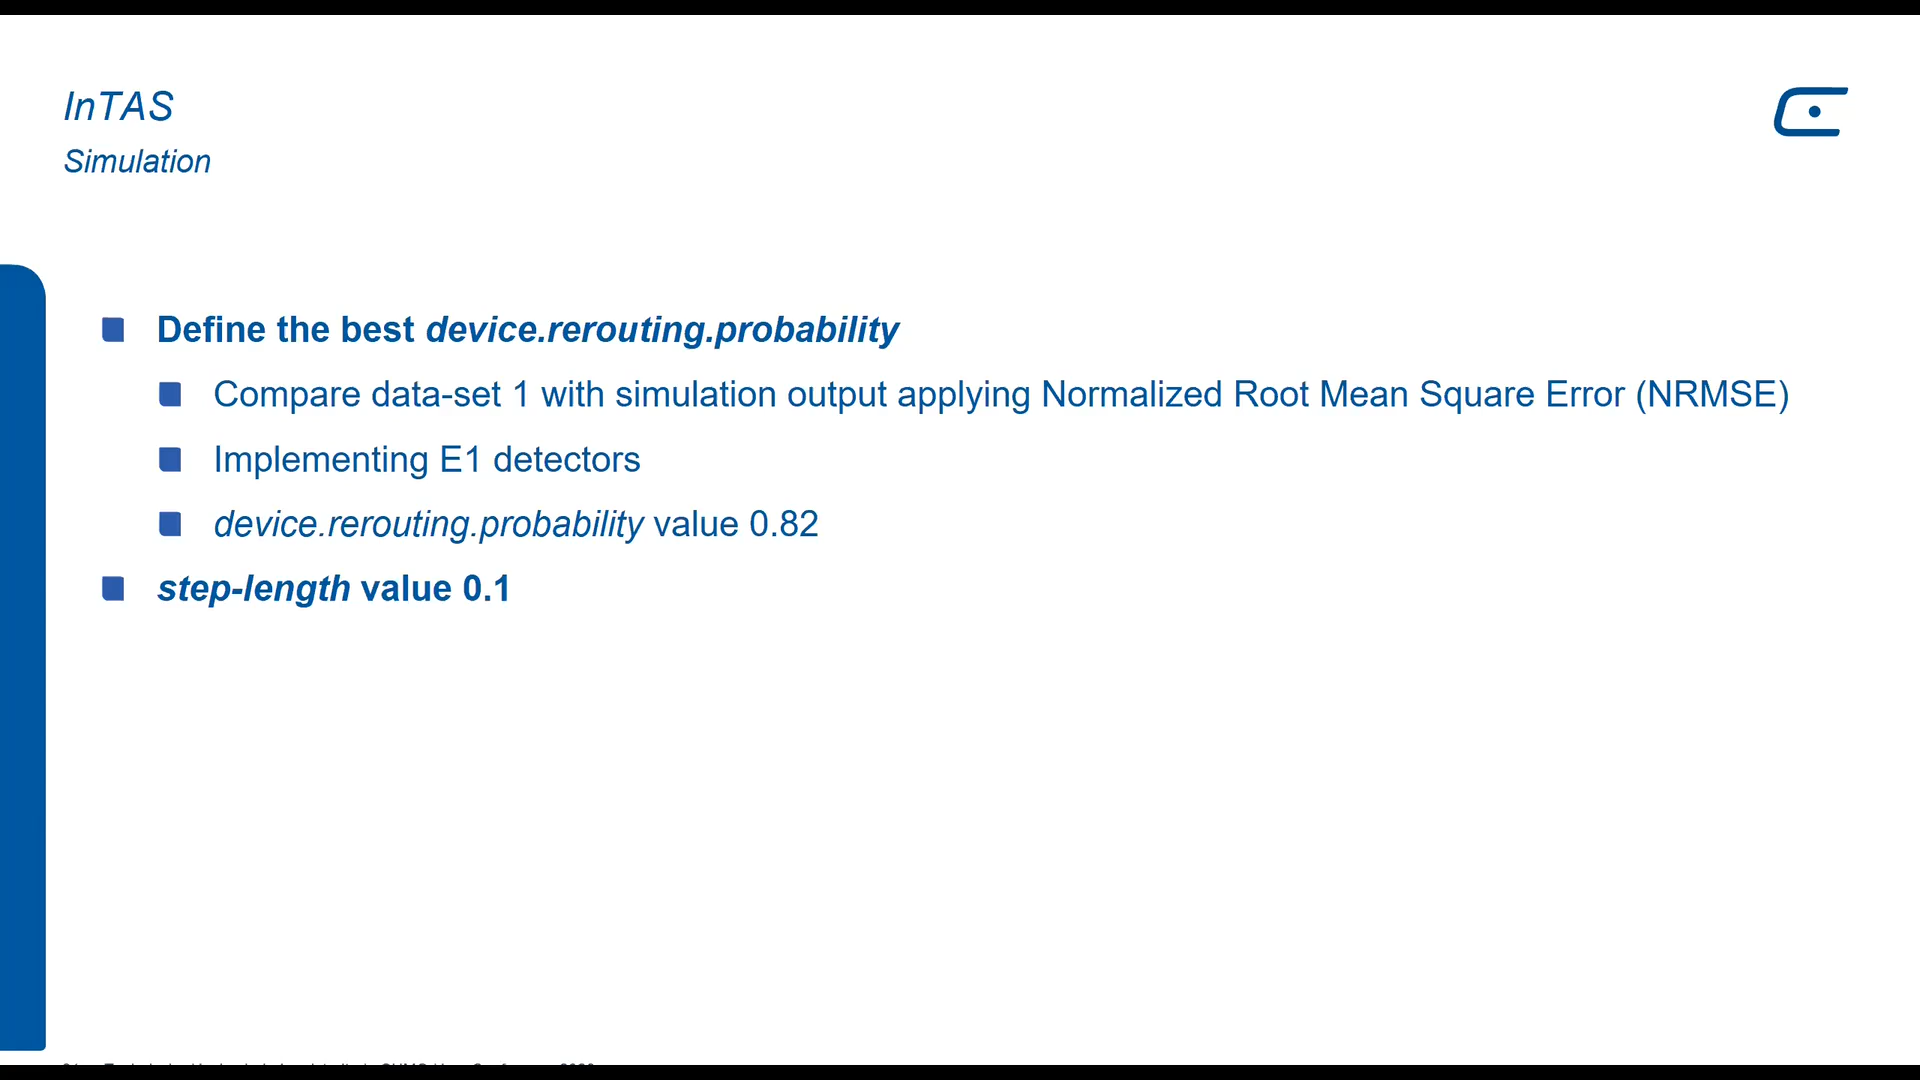 InTAS
Simulation
Define the best device.rerouting.probability
Compare data-set 1 with simulation output applying Normalized Root Mean Square Error (NRMSE)
Implementing E1 detectors
device.rerouting.probability value 0.82
step-length value 0.1